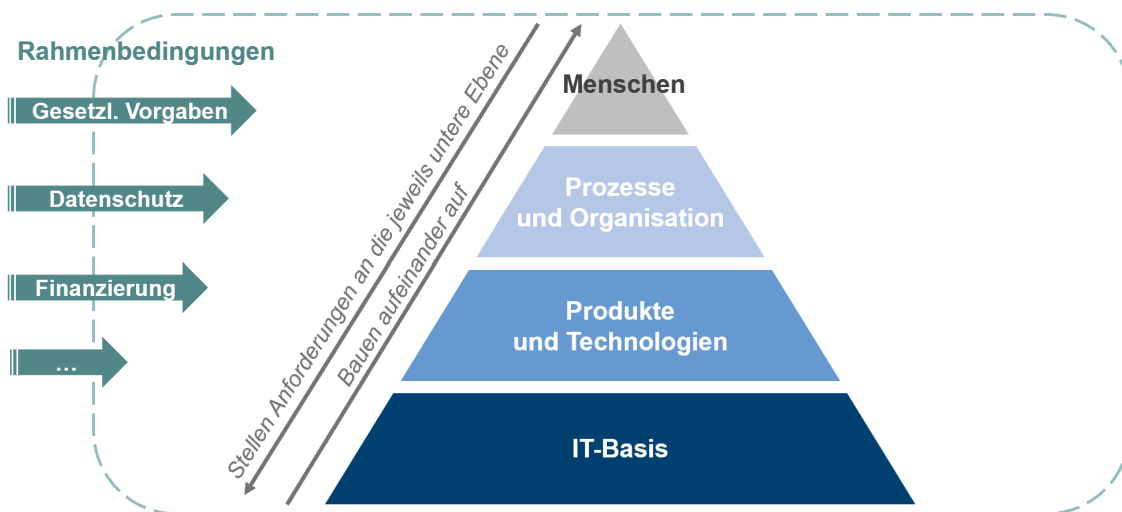 Rahmenbedingungen
Gesetzl. Vorgaben
Datenschutz
Finanzierung
...
Stellen Anforderungen an die jeweils untere Ebene
Bauen aufeinander auf
Menschen
Prozesse
und Organisation
Produkte
und Technologien
IT-Basis